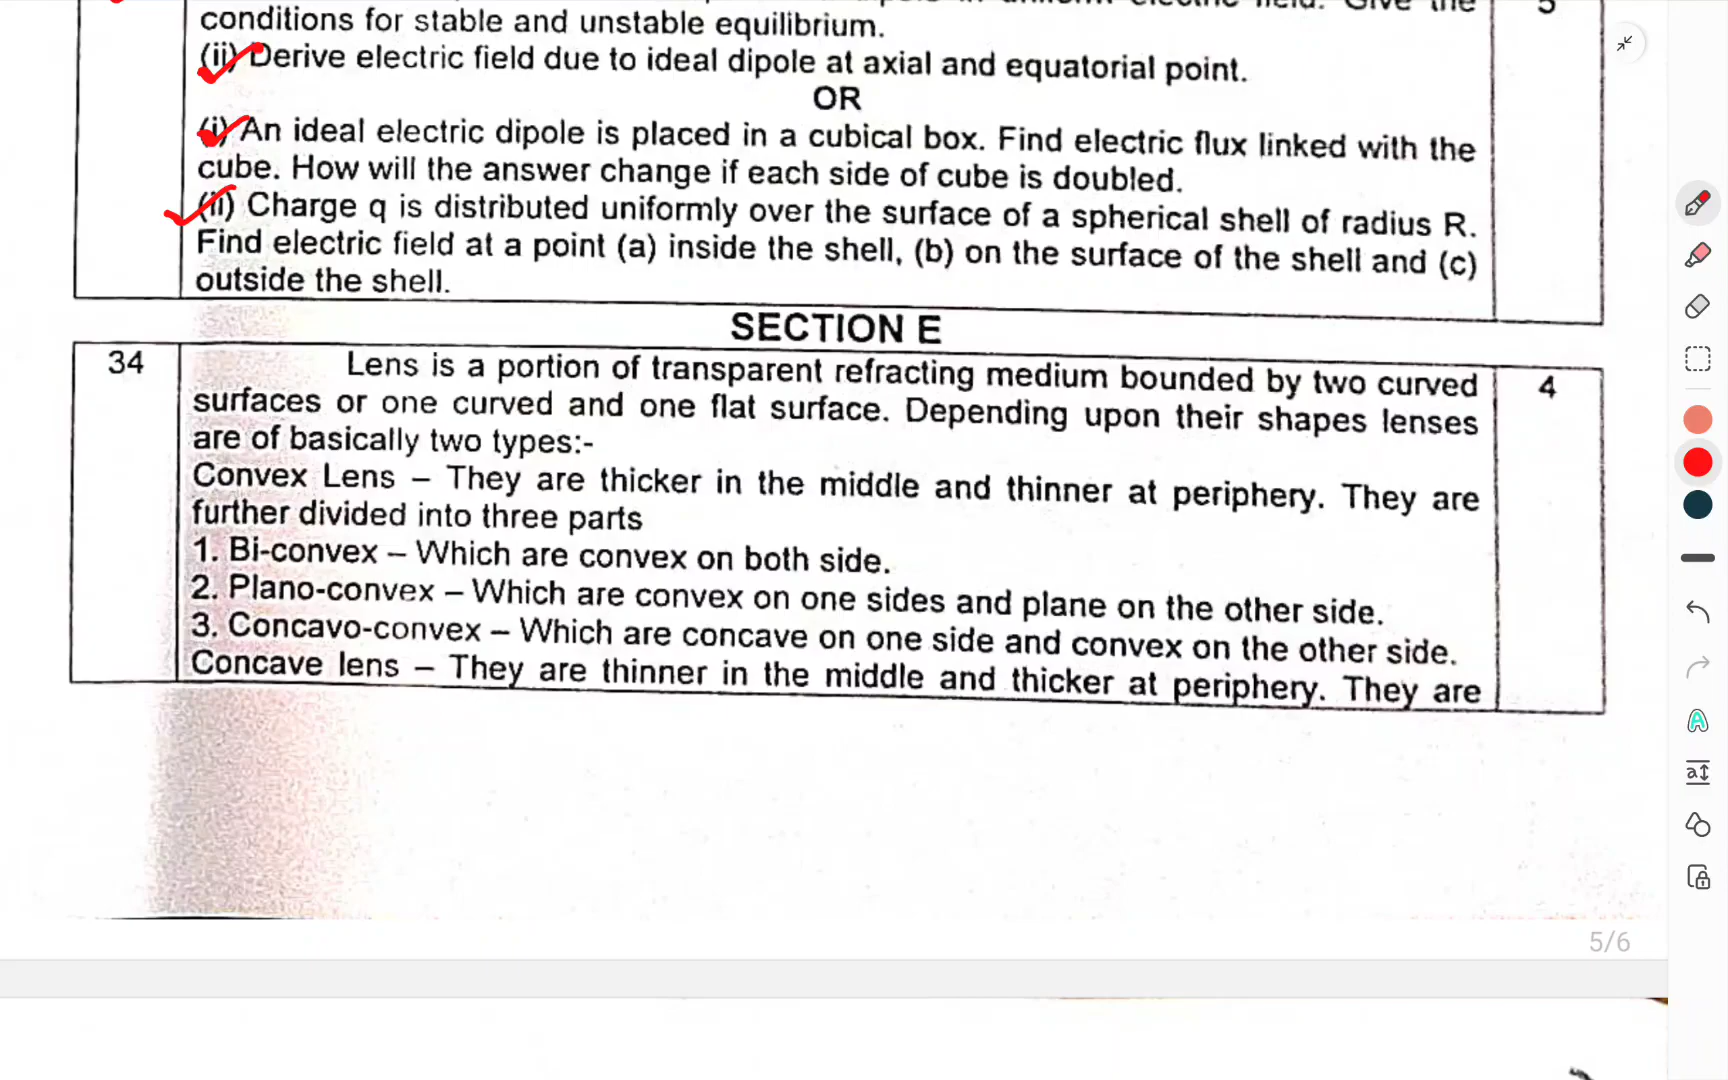 conditions for stable and unstable equilibrium.
5
(ii) Derive electric field due to ideal dipole at axial and equatorial point.
OR
(i) An ideal electric dipole is placed in a cubical box. Find electric flux linked with the
cube. How will the answer change if each side of cube is doubled.
(ii) Charge q is distributed uniformly over the surface of a spherical shell of radius R.
Find electric field at a point (a) inside the shell, (b) on the surface of the shell and (c)
outside the shell.
SECTION E
34
Lens is a portion of transparent refracting medium bounded by two curved
4
surfaces or one curved and one flat surface. Depending upon their shapes lenses
are of basically two types:-
Convex Lens – They are thicker in the middle and thinner at periphery. They are
further divided into three parts
1. Bi-convex – Which are convex on both side.
2. Plano-convex – Which are convex on one sides and plane on the other side.
3. Concavo-convex – Which are concave on one side and convex on the other side.
Concave lens – They are thinner in the middle and thicker at periphery. They are
5/6